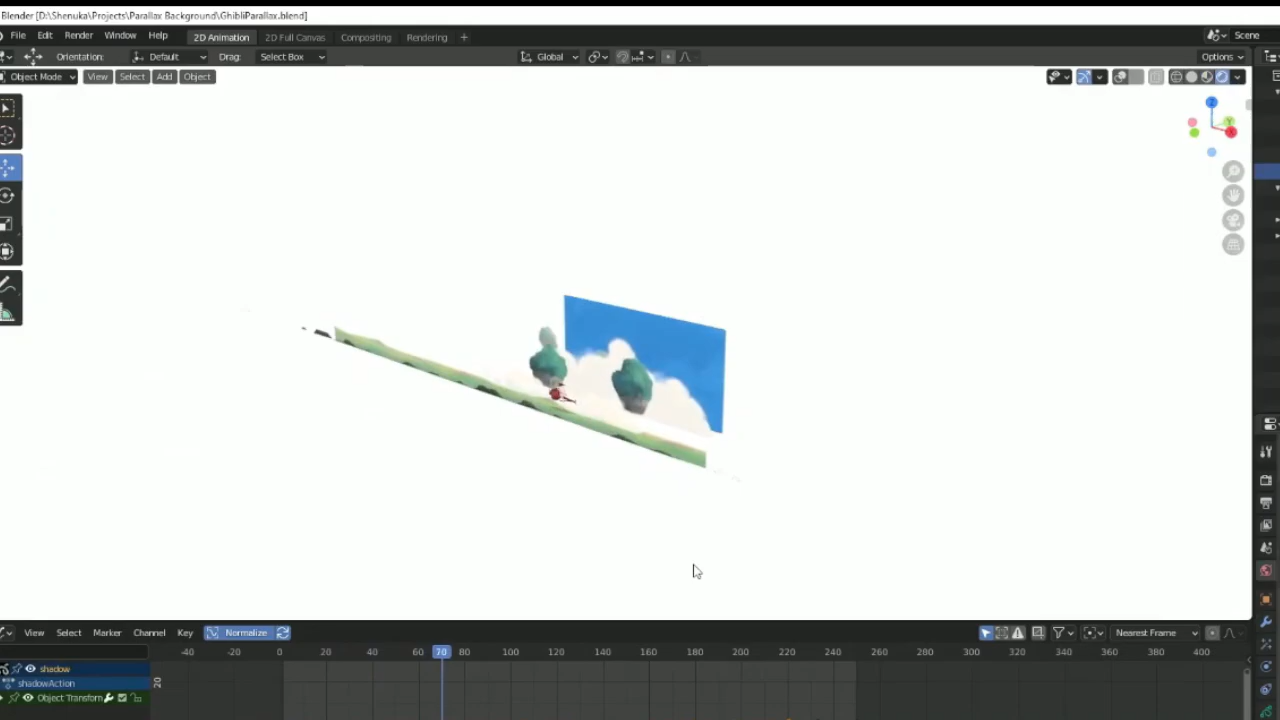 Blender [D:\Shenuka\Projects\Parallax Background\GhibliParallax.blend]
File Edit Render Window Help 2D Animation 2D Full Canvas Compositing Rendering + Scene
Orientation: Default Drag: Select Box Global Options
Object Mode View Select Add Object
Z
Y
X
View Select Marker Channel Key Normalize Nearest Frame
-40 -20 0 20 40 60 70 80 100 120 140 160 180 200 220 240 260 280 300 320 340 360 380 400
shadow
shadowAction
20
Object Transform